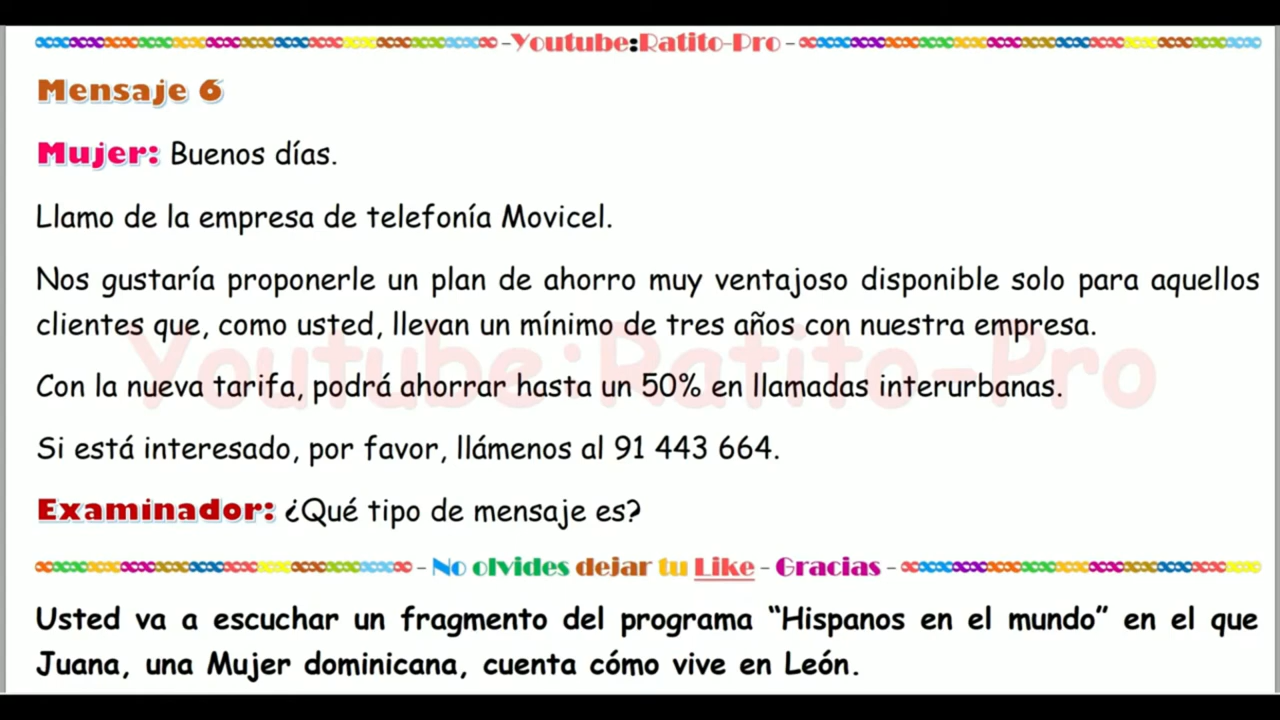 -Youtube:Ratito-Pro -
Mensaje 6
Mujer: Buenos días.
Llamo de la empresa de telefonía Movicel.
Nos gustaría proponerle un plan de ahorro muy ventajoso disponible solo para aquellos
clientes que, como usted, llevan un mínimo de tres años con nuestra empresa.
Youtube:Ratito-Pro
Con la nueva tarifa, podrá ahorrar hasta un 50% en llamadas interurbanas.
Si está interesado, por favor, llámenos al 91 443 664.
Examinador: ¿Qué tipo de mensaje es?
- No olvides dejar tu Like - Gracias -
Usted va a escuchar un fragmento del programa “Hispanos en el mundo” en el que
Juana, una Mujer dominicana, cuenta cómo vive en León.